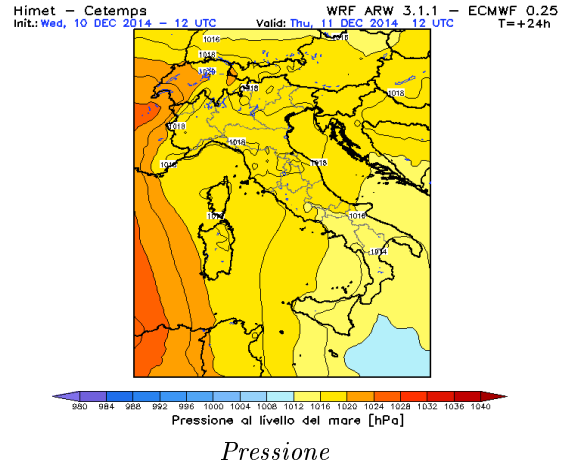 Himet – Cetemps WRF ARW 3.1.1 – ECMWF 0.25
Init.: Wed, 10 DEC 2014 – 12 UTC Valid: Thu, 11 DEC 2014 12 UTC T=+24h
1016 1016
1018
1018
1018 1018
1018
1018
1018 1018
1016
1014
980 984 988 992 996 1000 1004 1008 1012 1016 1020 1024 1028 1032 1036 1040
Pressione al livello del mare [hPa]
Pressione